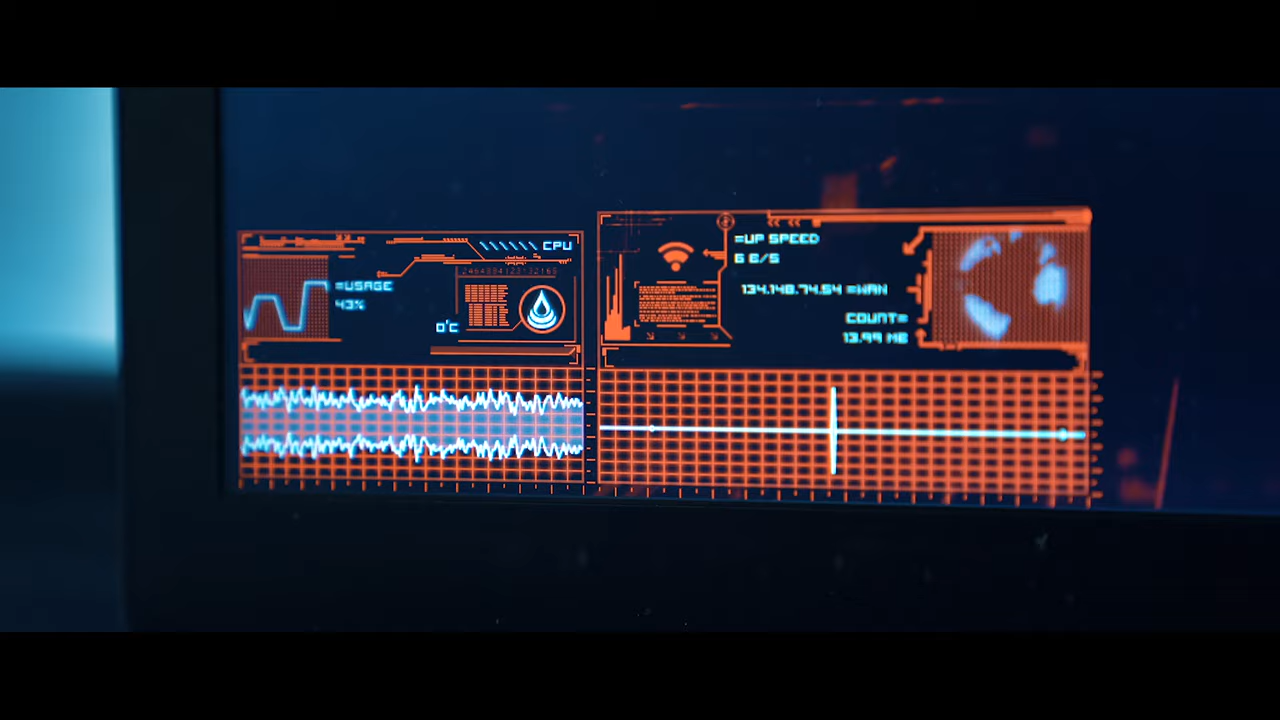 CPU
=USAGE
43%
0°C
=UP SPEED
6 B/S
134.148.74.54 =WAN
COUNT=
13.99 MB